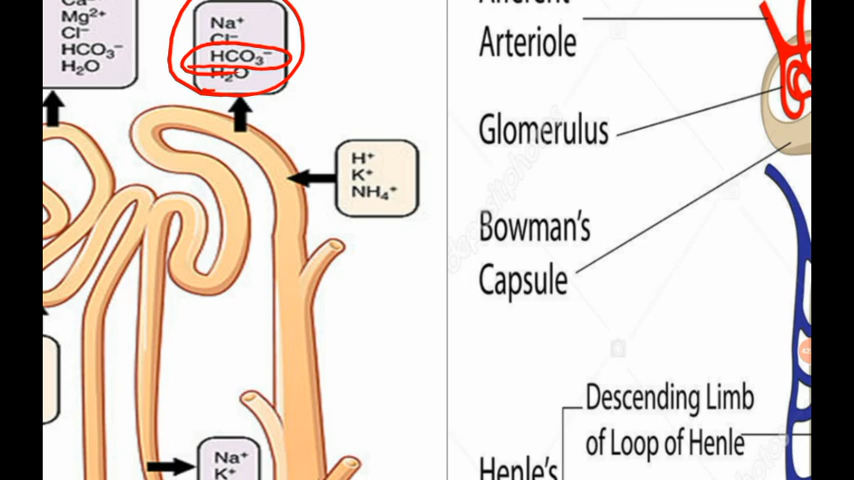 Mg²⁺
Cl⁻
HCO₃⁻
H₂O
Na⁺
Cl⁻
HCO₃⁻
H₂O
H⁺
K⁺
NH₄⁺
Na⁺
K⁺
Arteriole
Glomerulus
Bowman's
Capsule
Descending Limb
of Loop of Henle
Henle's